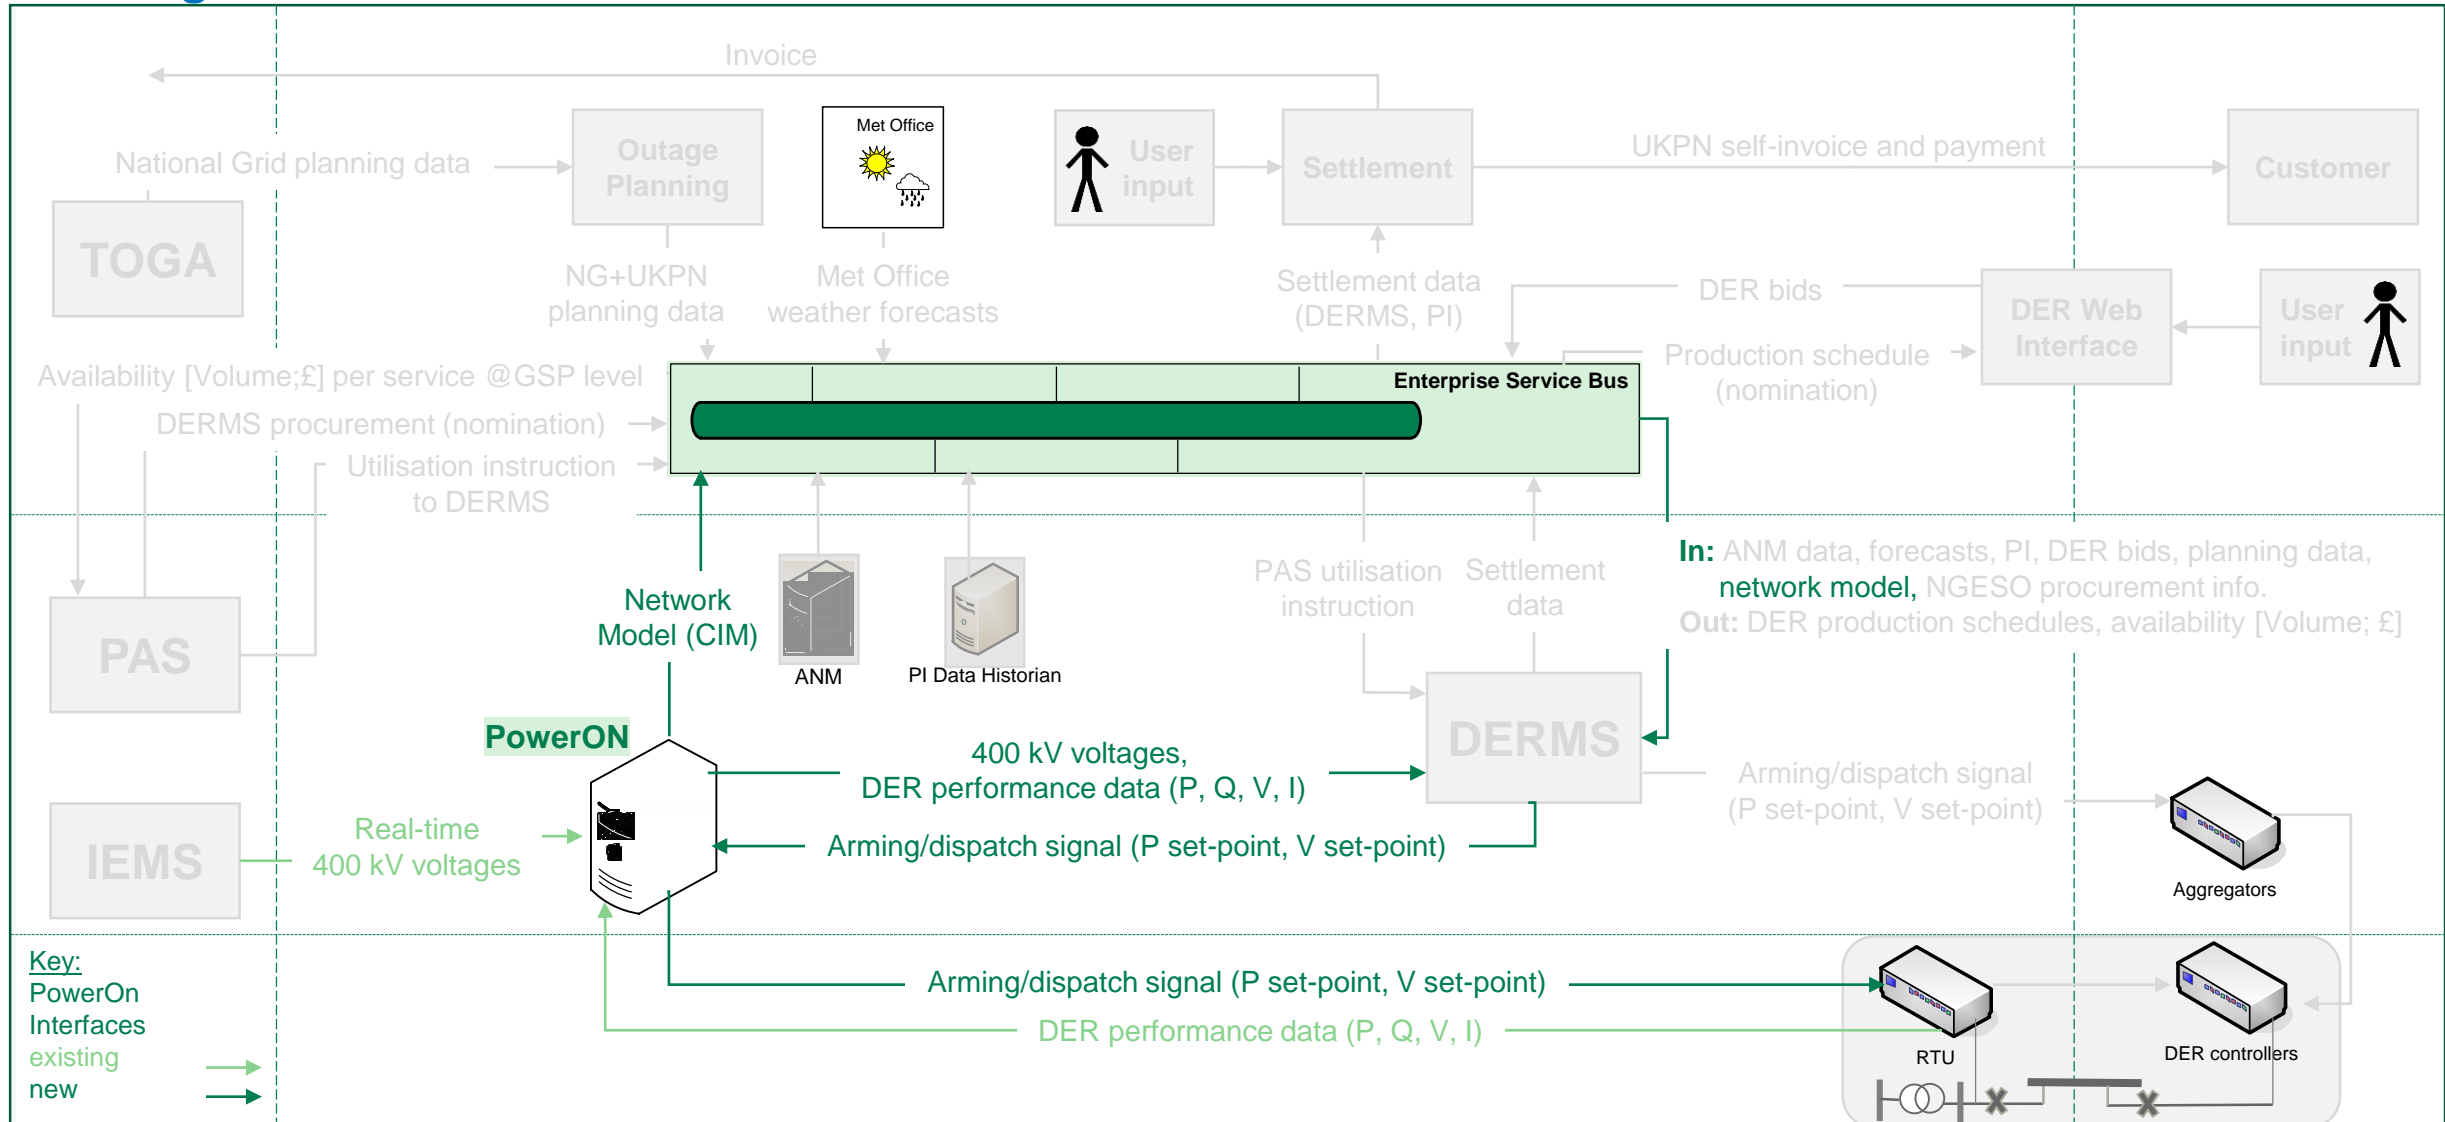 Invoice
Met Office
Outage
Planning
User
input
Settlement
UKPN self-invoice and payment
Customer
National Grid planning data
TOGA
NG+UKPN
planning data
Met Office
weather forecasts
Settlement data
(DERMS, PI)
DER bids
DER Web
Interface
User
input
Production schedule
(nomination)
Availability [Volume;£] per service @GSP level
Enterprise Service Bus
DERMS procurement (nomination)
Utilisation instruction
to DERMS
Network
Model (CIM)
ANM
PI Data Historian
PAS utilisation
instruction
Settlement
data
In: ANM data, forecasts, PI, DER bids, planning data,
network model, NGESO procurement info.
Out: DER production schedules, availability [Volume; £]
PAS
PowerON
400 kV voltages,
DER performance data (P, Q, V, I)
DERMS
Arming/dispatch signal
(P set-point, V set-point)
IEMS
Real-time
400 kV voltages
Arming/dispatch signal (P set-point, V set-point)
Aggregators
Key:
PowerOn
Interfaces
existing
new
Arming/dispatch signal (P set-point, V set-point)
DER performance data (P, Q, V, I)
RTU
DER controllers